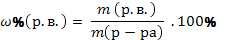 ω%(р.в.) = m (р.в.) / m(р − ра) . 100%